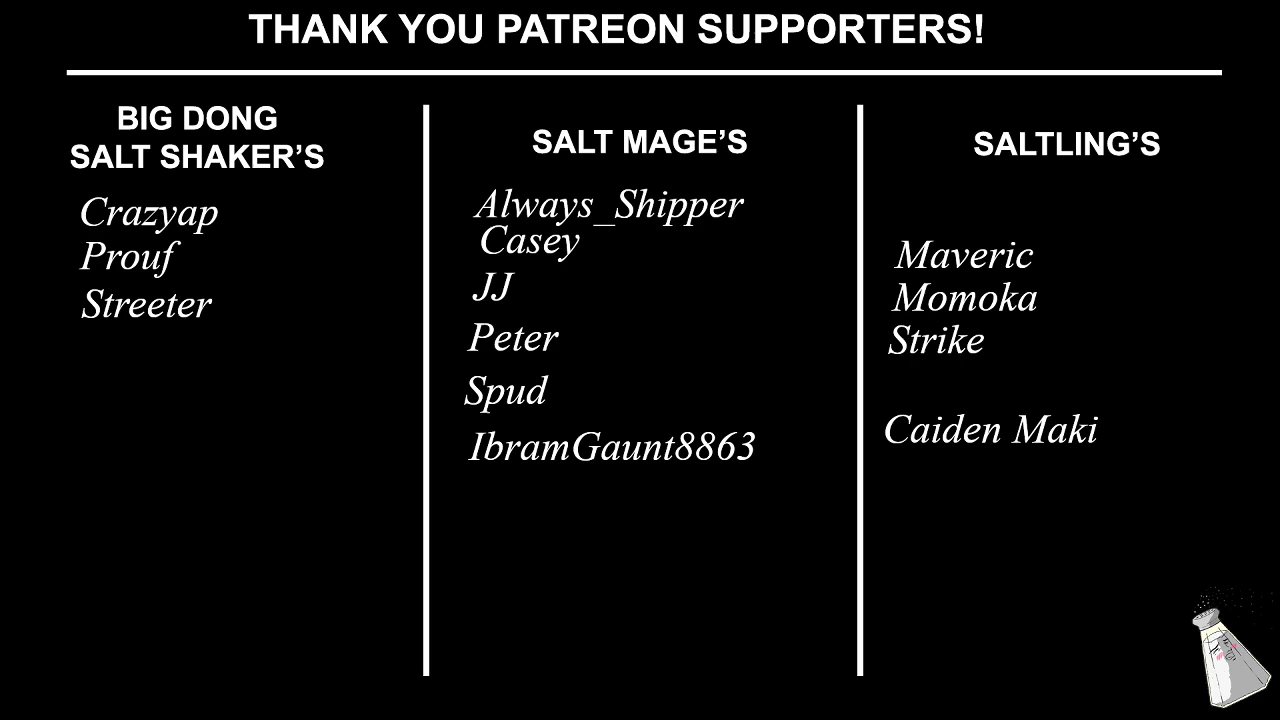 THANK YOU PATREON SUPPORTERS!
BIG DONG
SALT SHAKER’S
Crazyap
Prouf
Streeter
SALT MAGE’S
Always_Shipper
Casey
JJ
Peter
Spud
IbramGaunt8863
SALTLING’S
Maveric
Momoka
Strike
Caiden Maki